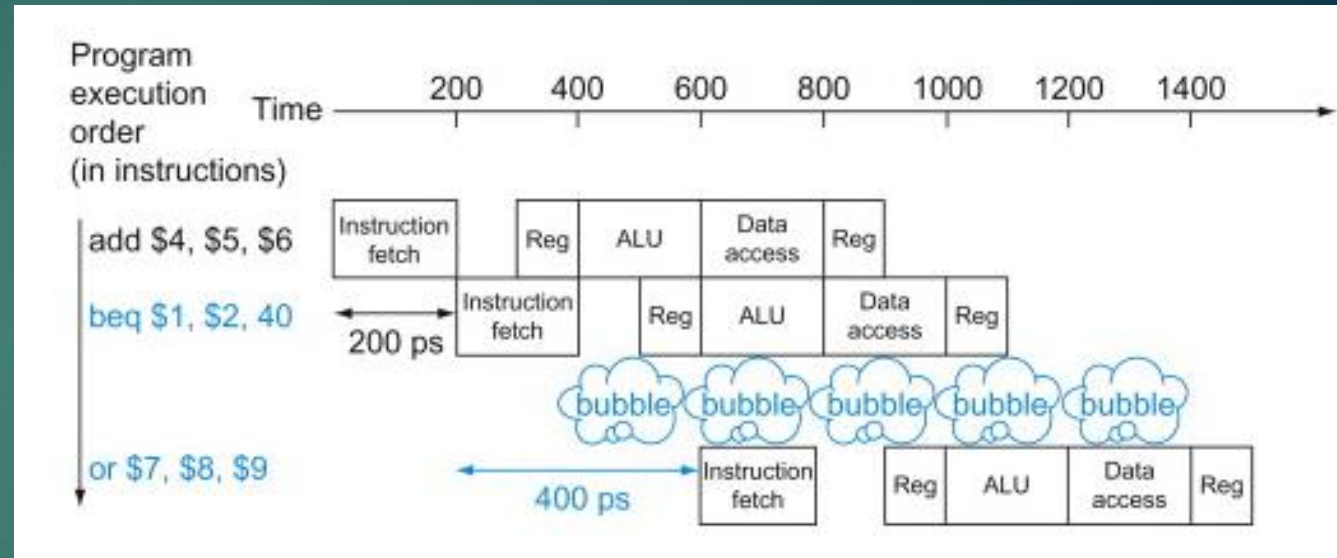 Program
execution
order
(in instructions)
Time
200 400 600 800 1000 1200 1400
add $4, $5, $6
Instruction
fetch
Reg
ALU
Data
access
Reg
beq $1, $2, 40
200 ps
Instruction
fetch
Reg
ALU
Data
access
Reg
bubble bubble bubble bubble bubble
or $7, $8, $9
400 ps
Instruction
fetch
Reg
ALU
Data
access
Reg